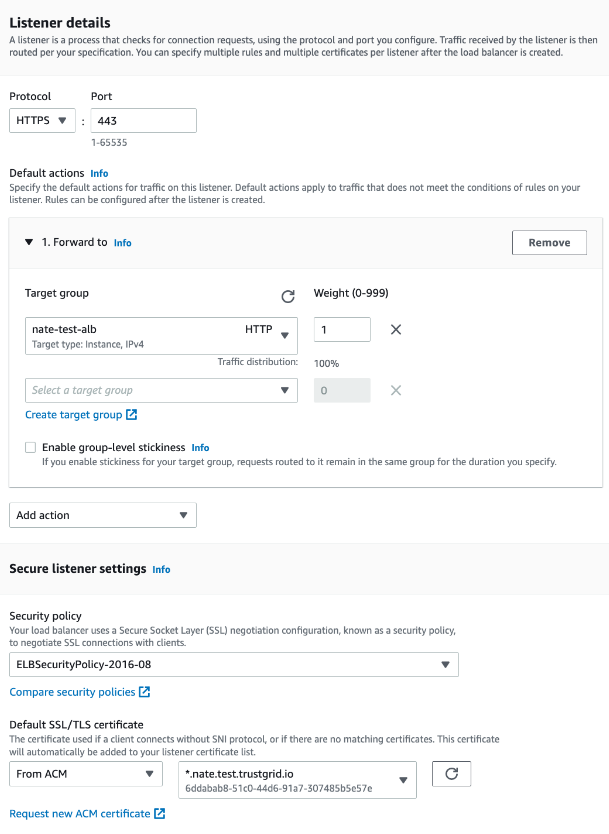 Listener details
A listener is a process that checks for connection requests, using the protocol and port you configure. Traffic received by the listener is then
routed per your specification. You can specify multiple rules and multiple certificates per listener after the load balancer is created.
Protocol
Port
HTTPS
:
443
1-65535
Default actions Info
Specify the default actions for traffic on this listener. Default actions apply to traffic that does not meet the conditions of rules on your
listener. Rules can be configured after the listener is created.
1. Forward to Info
Remove
Target group
Weight (0-999)
nate-test-alb
HTTP
Target type: Instance, IPv4
1
Traffic distribution:
100%
Select a target group
0
Create target group
Enable group-level stickiness Info
If you enable stickiness for your target group, requests routed to it remain in the same group for the duration you specify.
Add action
Secure listener settings Info
Security policy
Your load balancer uses a Secure Socket Layer (SSL) negotiation configuration, known as a security policy,
to negotiate SSL connections with clients.
ELBSecurityPolicy-2016-08
Compare security policies
Default SSL/TLS certificate
The certificate used if a client connects without SNI protocol, or if there are no matching certificates. This certificate
will automatically be added to your listener certificate list.
From ACM
*.nate.test.trustgrid.io
6ddabab8-51c0-44d6-91a7-307485b5e57e
Request new ACM certificate